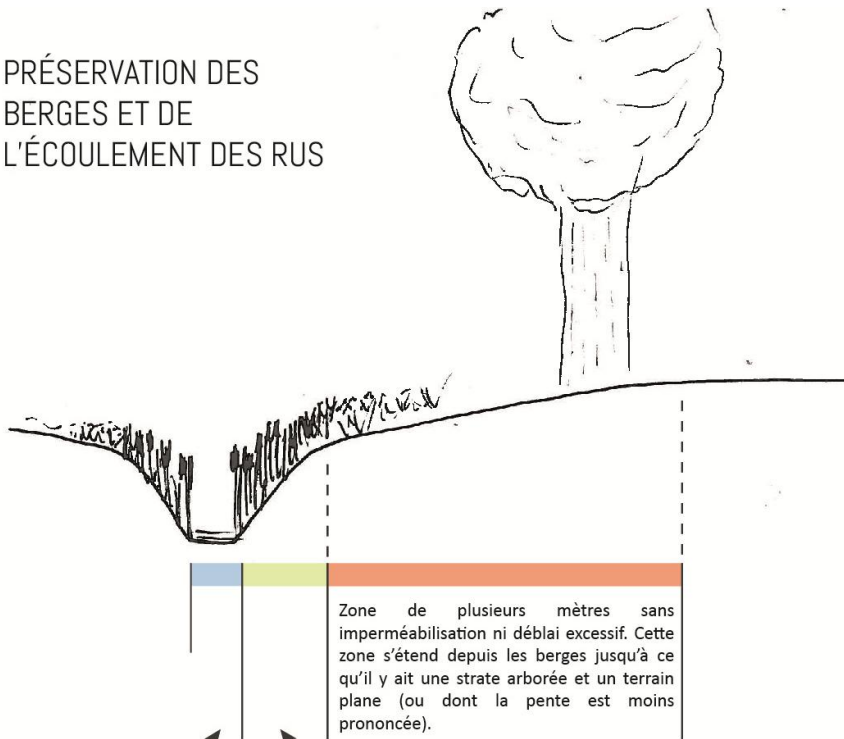 PRÉSERVATION DES
BERGES ET DE
L'ÉCOULEMENT DES RUS
Zone de plusieurs mètres sans
imperméabilisation ni déblai excessif. Cette
zone s'étend depuis les berges jusqu'à ce
qu'il y ait une strate arborée et un terrain
plane (ou dont la pente est moins
prononcée).